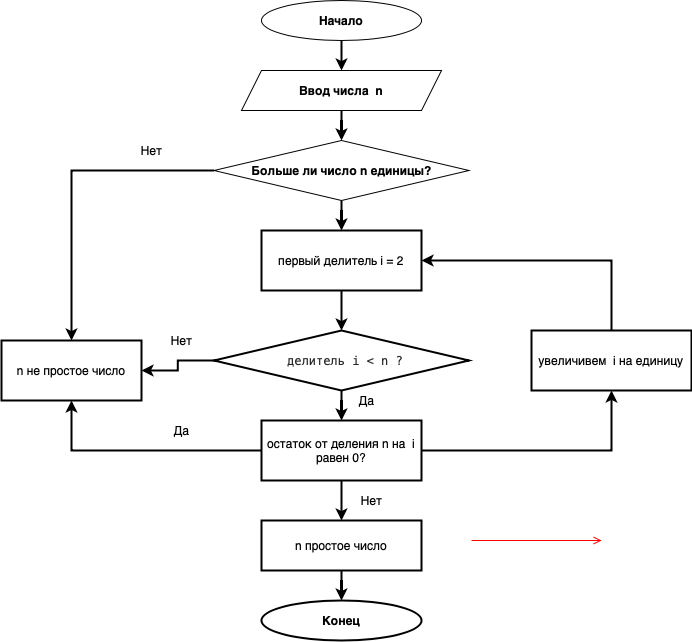 Начало
Ввод числа n
Нет
Больше ли число n единицы?
первый делитель i = 2
Нет
n не простое число
делитель i < n ?
увеличивем i на единицу
Да
Да
остаток от деления n на i
равен 0?
Нет
n простое число
Конец